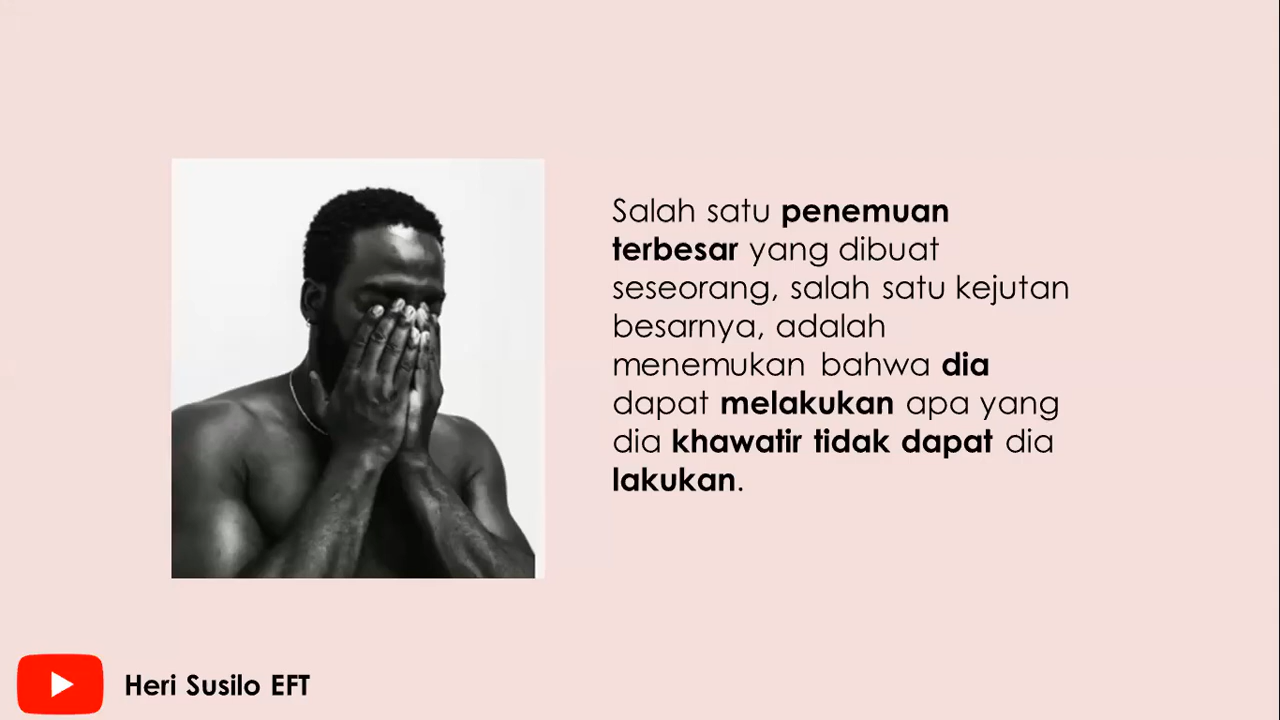 Salah satu penemuan
terbesar yang dibuat
seseorang, salah satu kejutan
besarnya, adalah
menemukan bahwa dia
dapat melakukan apa yang
dia khawatir tidak dapat dia
lakukan.
Heri Susilo EFT